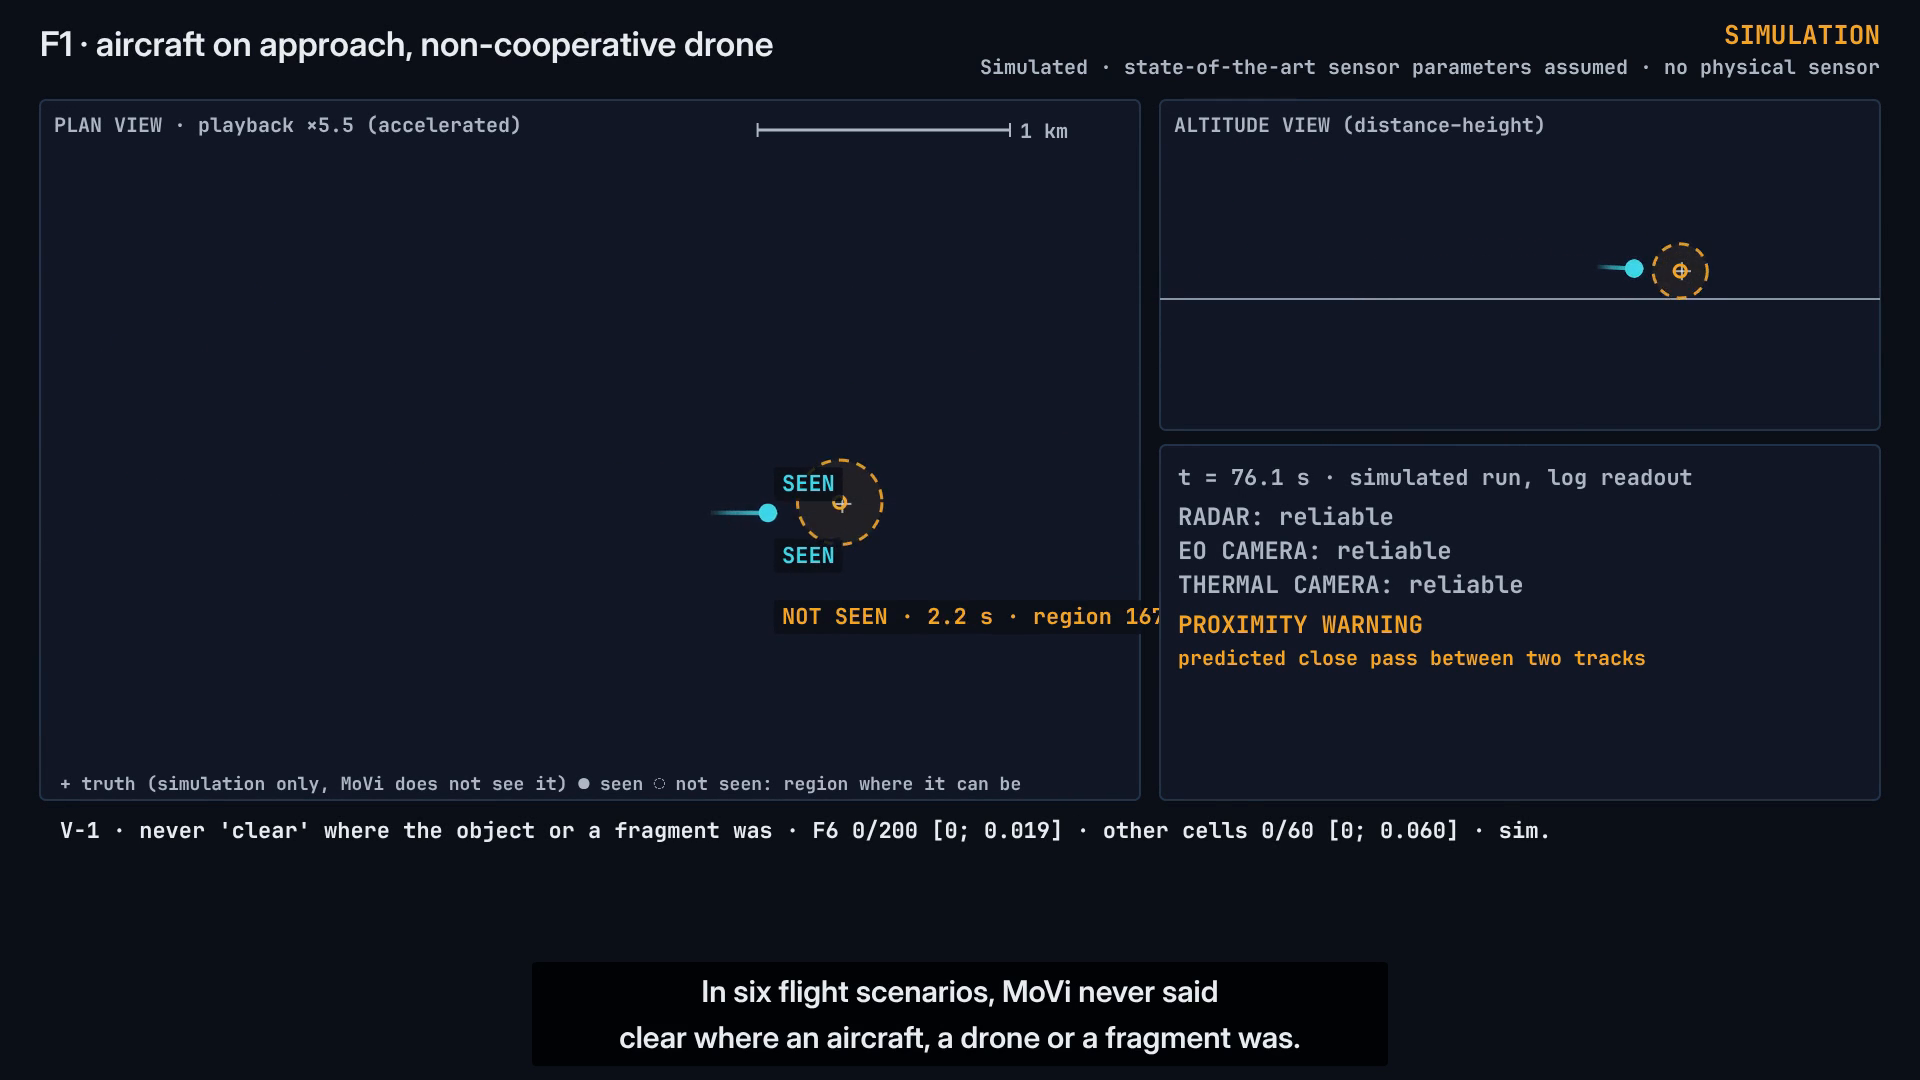 F1 · aircraft on approach, non-cooperative drone
SIMULATION
Simulated · state-of-the-art sensor parameters assumed · no physical sensor
PLAN VIEW · playback ×5.5 (accelerated)
1 km
SEEN
SEEN
NOT SEEN · 2.2 s · region 167
+ truth (simulation only, MoVi does not see it) ● seen ◌ not seen: region where it can be
ALTITUDE VIEW (distance–height)
t = 76.1 s · simulated run, log readout
RADAR: reliable
EO CAMERA: reliable
THERMAL CAMERA: reliable
PROXIMITY WARNING
predicted close pass between two tracks
V-1 · never 'clear' where the object or a fragment was · F6 0/200 [0; 0.019] · other cells 0/60 [0; 0.060] · sim.
In six flight scenarios, MoVi never said
clear where an aircraft, a drone or a fragment was.